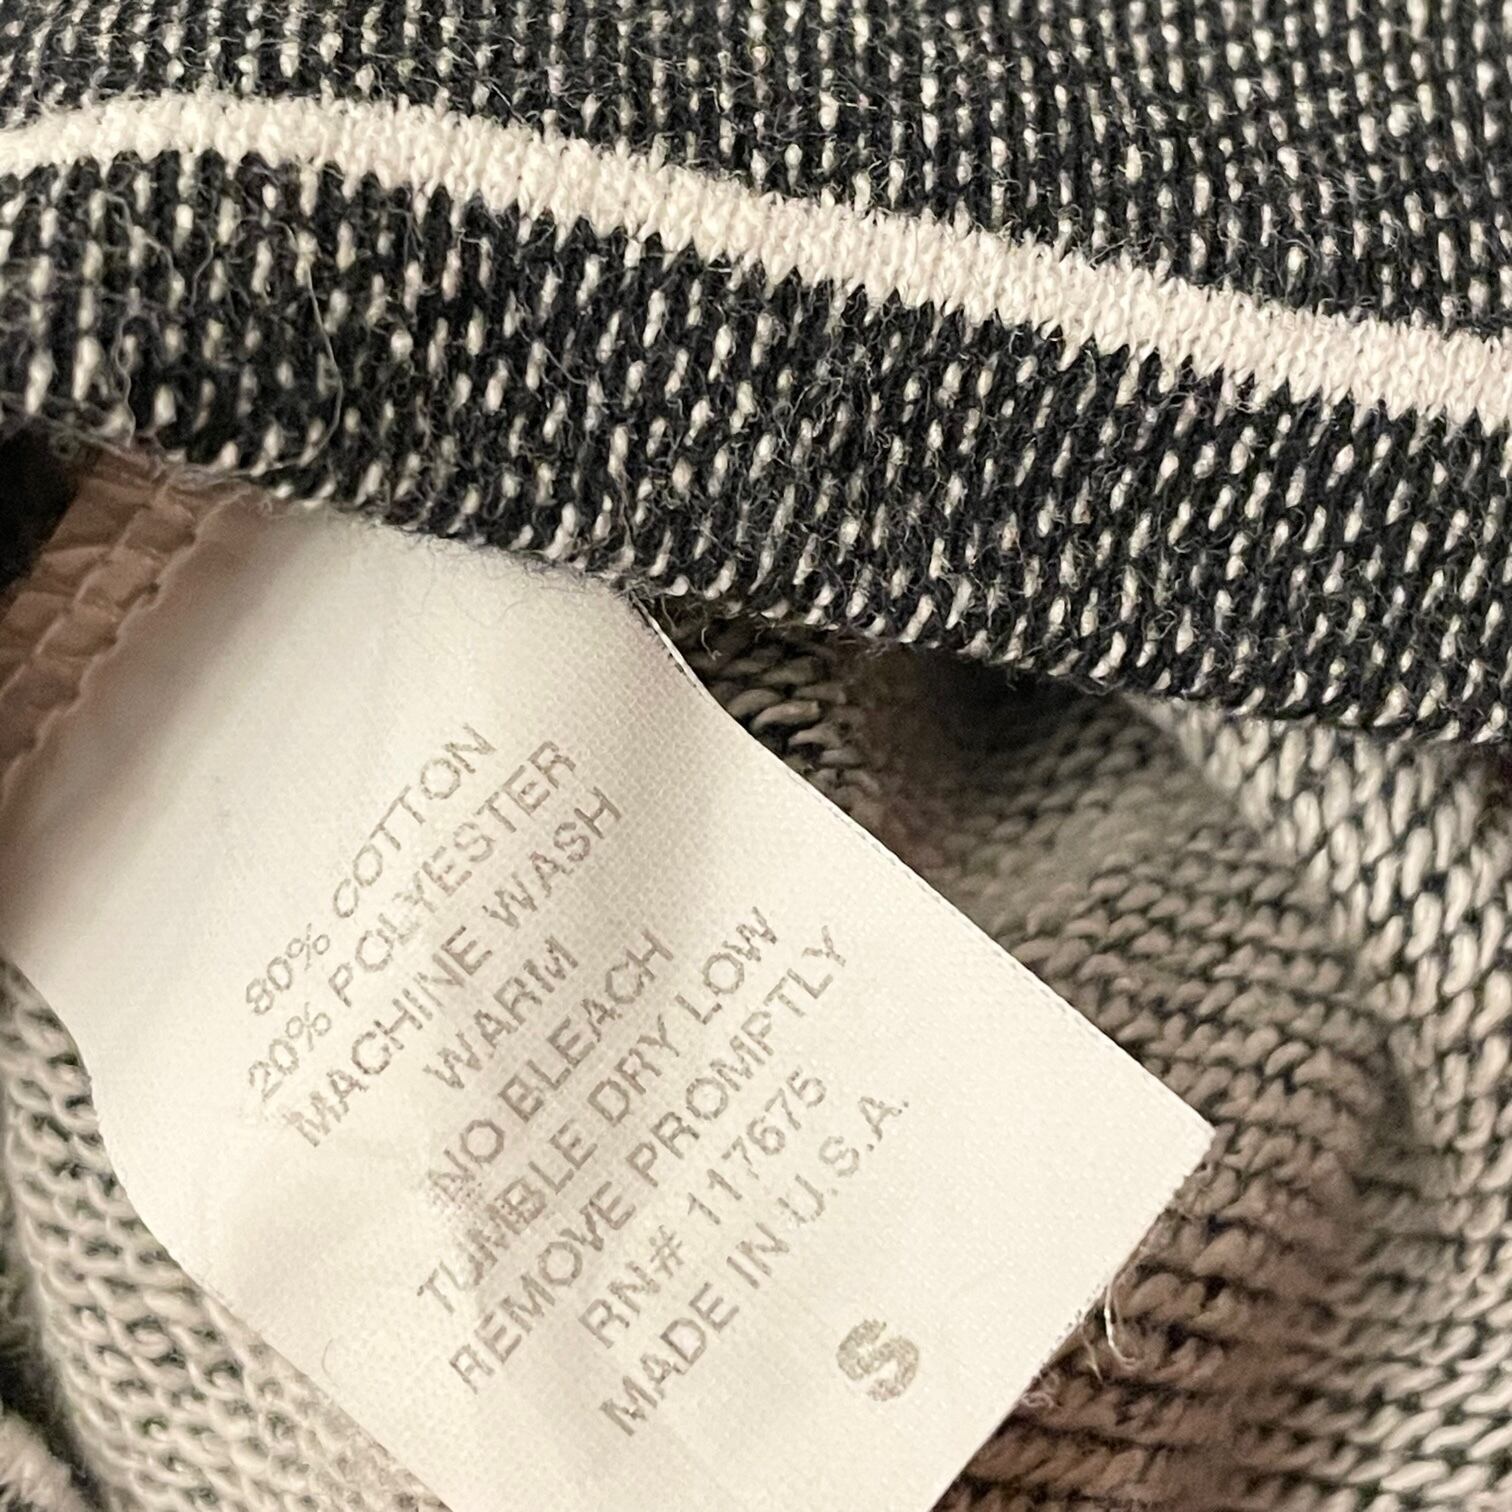 80% COTTON
20% POLYESTER
MACHINE WASH
WARM
NO BLEACH
TUMBLE DRY LOW
REMOVE PROMPTLY
RN# 117675
MADE IN U.S.A.
S